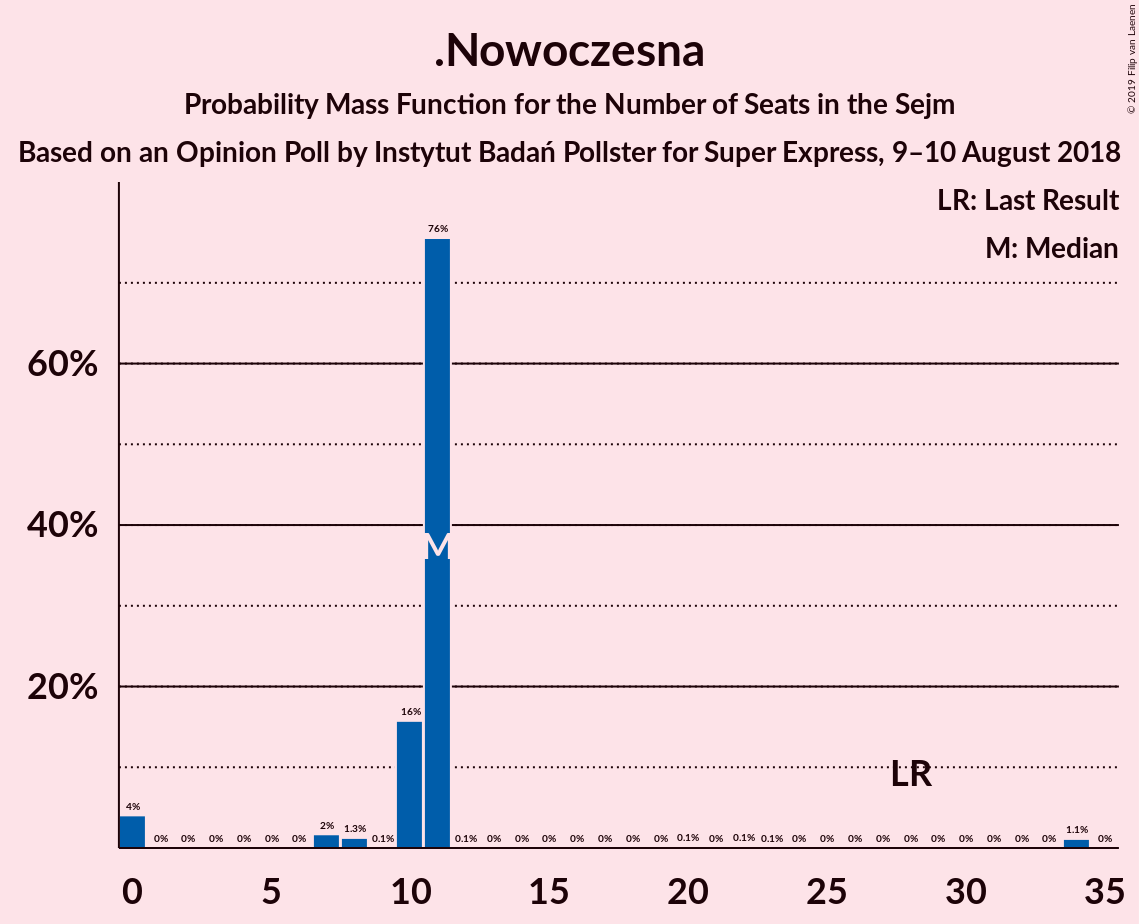 .Nowoczesna
Probability Mass Function for the Number of Seats in the Sejm
Based on an Opinion Poll by Instytut Badań Pollster for Super Express, 9–10 August 2018
© 2019 Filip van Laenen
LR: Last Result
M: Median
76%
60%
40%
M
20%
16%
LR
4% 0% 0% 0% 0% 0% 0% 2% 1.3% 0.1% 0.1% 0% 0% 0% 0% 0% 0% 0% 0.1% 0% 0.1% 0.1% 0% 0% 0% 0% 0% 0% 0% 0% 0% 0% 1.1% 0%
0 5 10 15 20 25 30 35